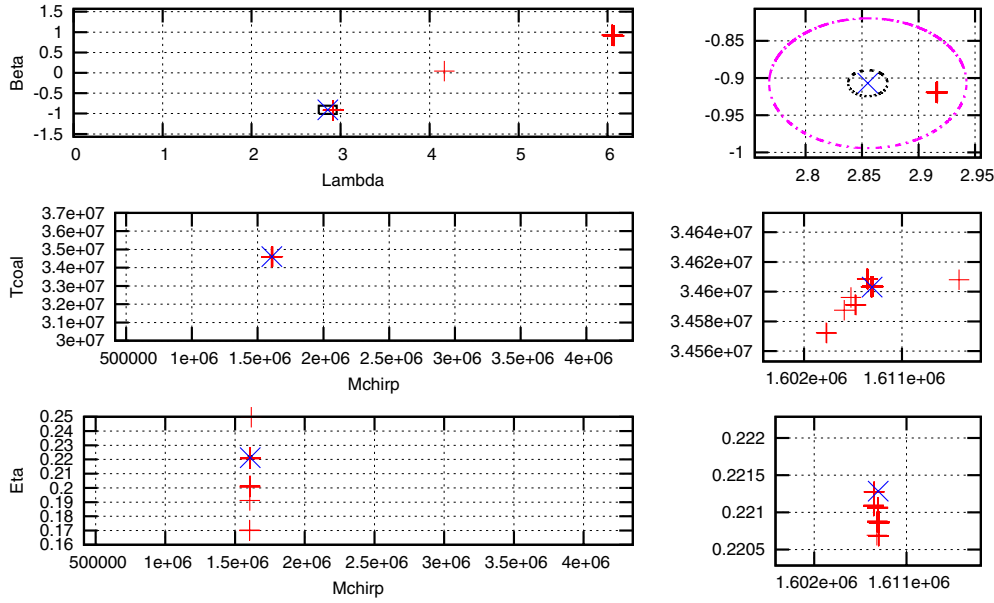 1.5
1
0.5
0
-0.5
-1
-1.5
Beta
0 1 2 3 4 5 6
Lambda
-0.85
-0.9
-0.95
-1
2.8 2.85 2.9 2.95
3.7e+07
3.6e+07
3.5e+07
3.4e+07
3.3e+07
3.2e+07
3.1e+07
3e+07
Tcoal
500000 1e+06 1.5e+06 2e+06 2.5e+06 3e+06 3.5e+06 4e+06
Mchirp
3.464e+07
3.462e+07
3.46e+07
3.458e+07
3.456e+07
1.602e+06 1.611e+06
0.25
0.23
0.22
0.21
0.2
0.19
0.18
0.17
0.16
Eta
500000 1e+06 1.5e+06 2e+06 2.5e+06 3e+06 3.5e+06 4e+06
Mchirp
0.222
0.2215
0.221
0.2205
1.602e+06 1.611e+06